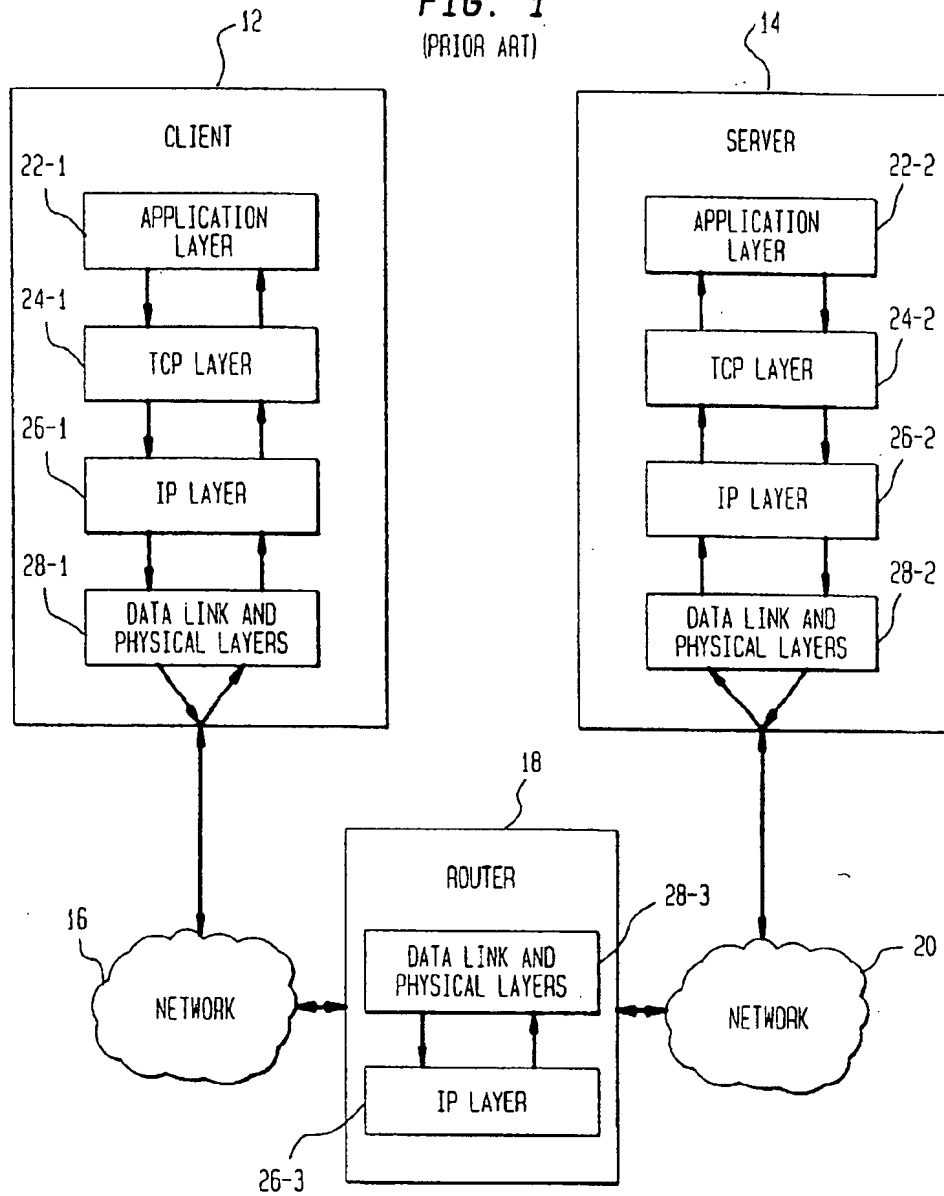 FIG. 1
(PRIOR ART)
12
14
CLIENT
SERVER
22-1
22-2
APPLICATION
LAYER
APPLICATION
LAYER
24-1
24-2
TCP LAYER
TCP LAYER
26-1
26-2
IP LAYER
IP LAYER
28-1
28-2
DATA LINK AND
PHYSICAL LAYERS
DATA LINK AND
PHYSICAL LAYERS
18
ROUTER
16
28-3
20
DATA LINK AND
PHYSICAL LAYERS
NETWORK
NETWORK
IP LAYER
26-3